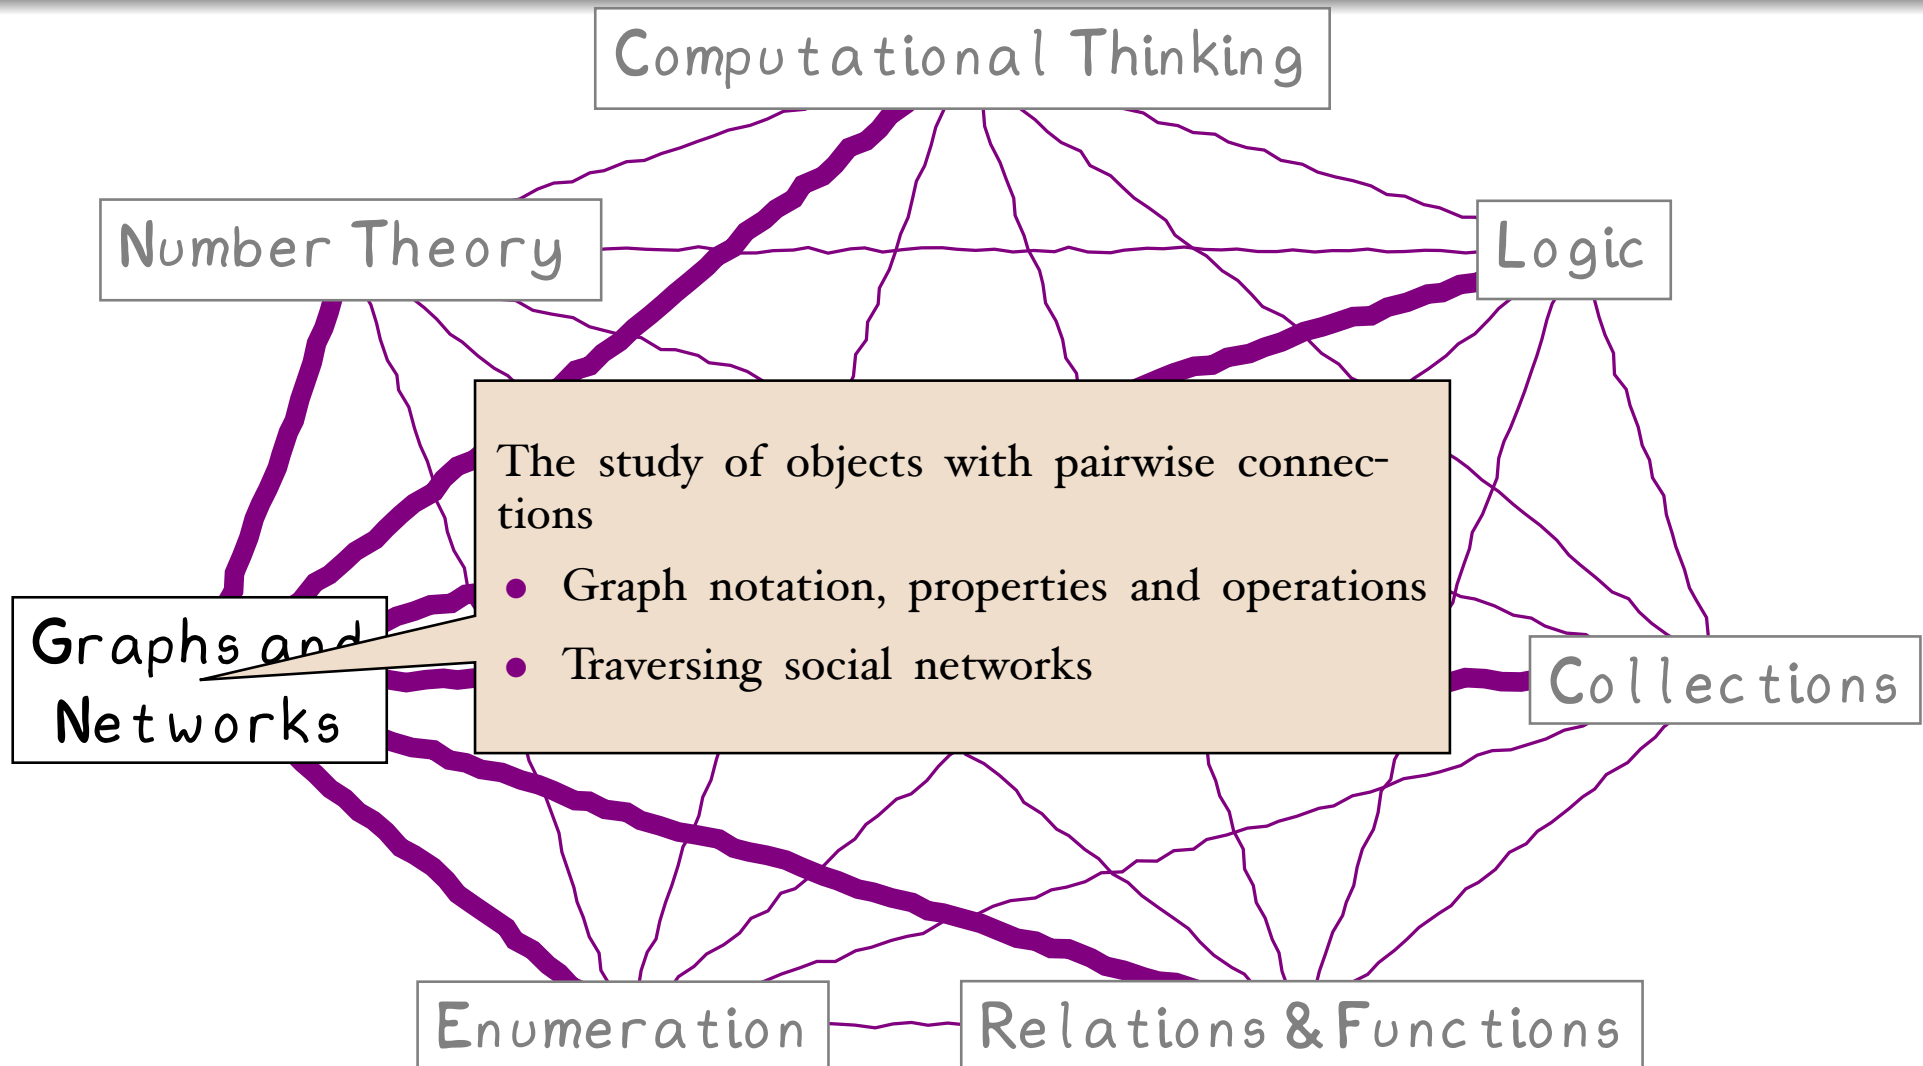 Computational Thinking
Number Theory
Logic
The study of objects with pairwise connec-
tions
• Graph notation, properties and operations
• Traversing social networks
Graphs and
Networks
Collections
Enumeration
Relations & Functions